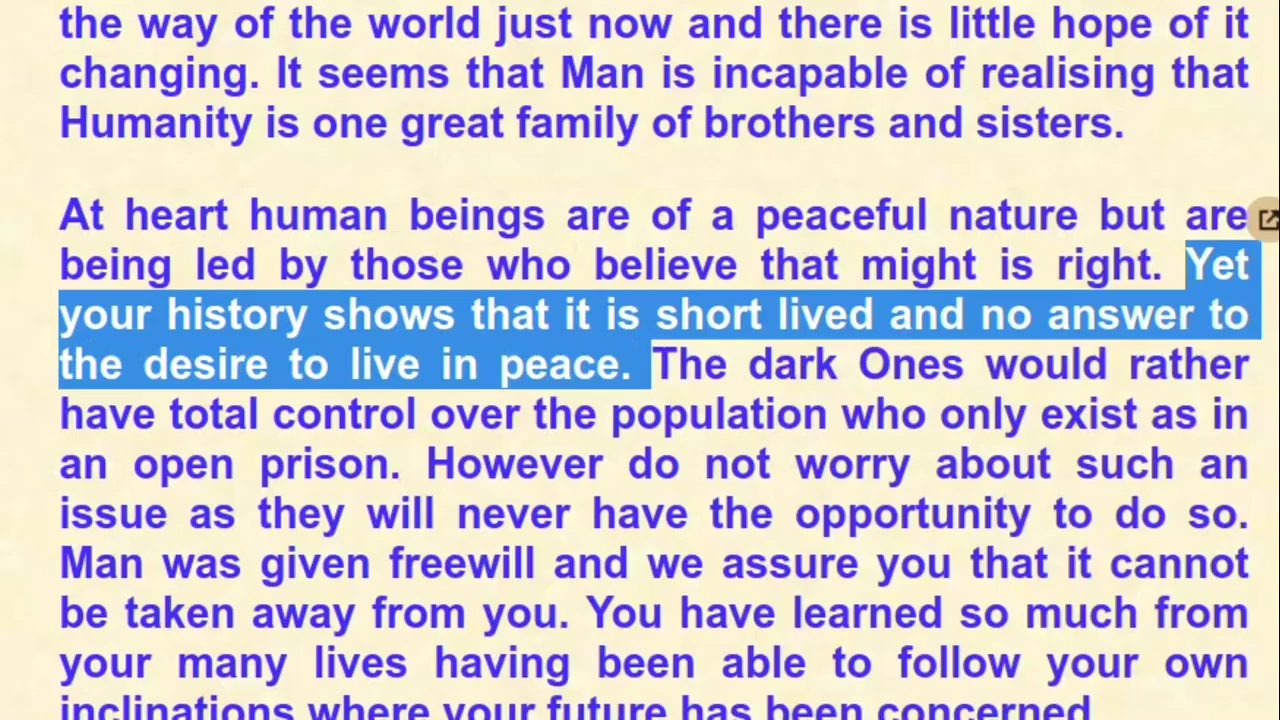 the way of the world just now and there is little hope of it
changing. It seems that Man is incapable of realising that
Humanity is one great family of brothers and sisters.
At heart human beings are of a peaceful nature but are
being led by those who believe that might is right. Yet
your history shows that it is short lived and no answer to
the desire to live in peace. The dark Ones would rather
have total control over the population who only exist as in
an open prison. However do not worry about such an
issue as they will never have the opportunity to do so.
Man was given freewill and we assure you that it cannot
be taken away from you. You have learned so much from
your many lives having been able to follow your own
inclinations where your future has been concerned